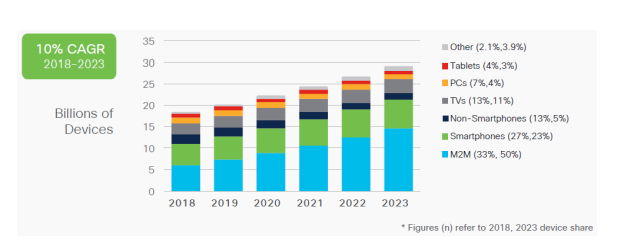 10% CAGR
2018–2023
Billions of
Devices
35
30
25
20
15
10
5
0
2018 2019 2020 2021 2022 2023
Other (2.1%,3.9%)
Tablets (4%,3%)
PCs (7%,4%)
TVs (13%,11%)
Non-Smartphones (13%,5%)
Smartphones (27%,23%)
M2M (33%, 50%)
* Figures (n) refer to 2018, 2023 device share